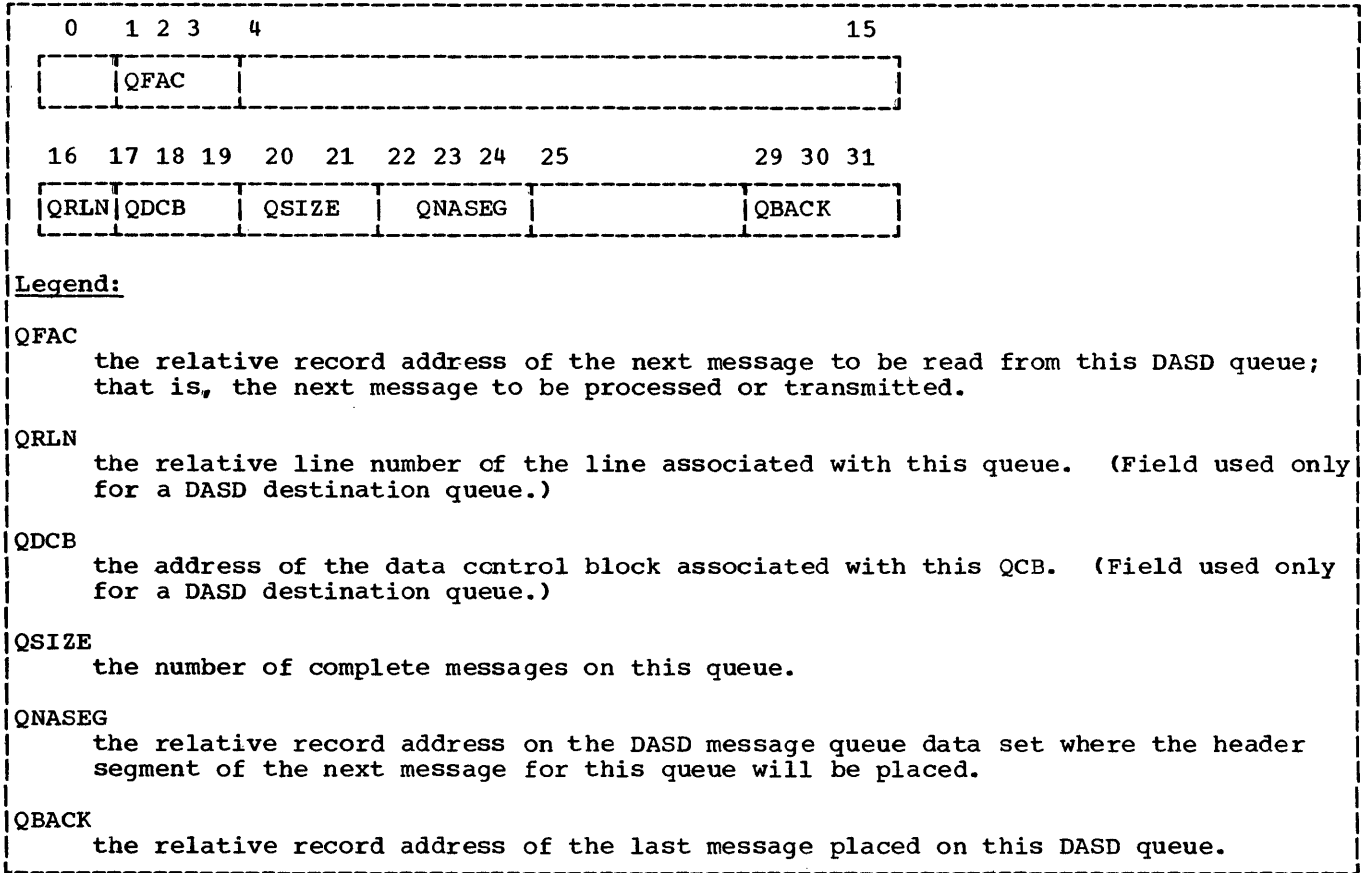 0 1 2 3 4 15
QFAC
16 17 18 19 20 21 22 23 24 25 29 30 31
QRLN QDCB QSIZE QNASEG QBACK
Legend:
QFAC
the relative record address of the next message to be read from this DASD queue;
that is, the next message to be processed or transmitted.
QRLN
the relative line number of the line associated with this queue. (Field used only
for a DASD destination queue.)
QDCB
the address of the data control block associated with this QCB. (Field used only
for a DASD destination queue.)
QSIZE
the number of complete messages on this queue.
QNASEG
the relative record address on the DASD message queue data set where the header
segment of the next message for this queue will be placed.
QBACK
the relative record address of the last message placed on this DASD queue.